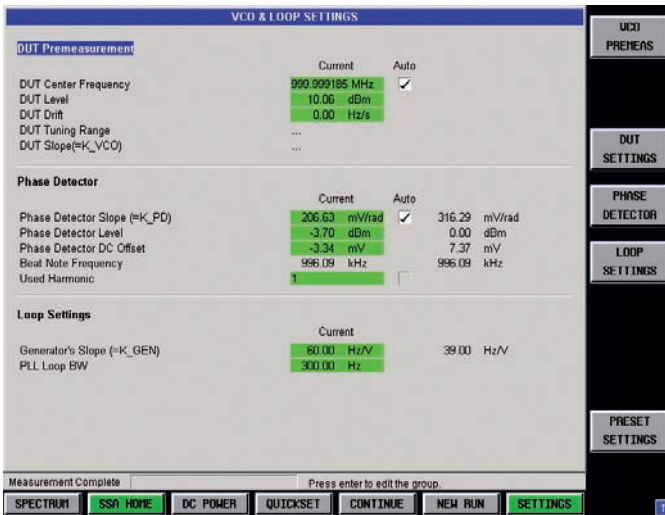 VCO & LOOP SETTINGS
DUT Premeasurement
Current Auto
DUT Center Frequency 999.999185 MHz
DUT Level 10.06 dBm
DUT Drift 0.00 Hz/s
DUT Tuning Range ...
DUT Slope(=K_VCO) ...
Phase Detector
Current Auto
Phase Detector Slope (=K_PD) 206.63 mV/rad 316.29 mV/rad
Phase Detector Level -3.70 dBm 0.00 dBm
Phase Detector DC Offset -3.34 mV 7.37 mV
Beat Note Frequency 996.09 kHz 996.09 kHz
Used Harmonic 1
Loop Settings
Current
Generator's Slope (=K_GEN) 60.00 Hz/V 39.00 Hz/V
PLL Loop BW 300.00 Hz
Measurement Complete Press enter to edit the group.
SPECTRUM SSA HOME DC POWER QUICKSET CONTINUE NEW RUN SETTINGS
VCO
PREMEAS
DUT
SETTINGS
PHASE
DETECTOR
LOOP
SETTINGS
PRESET
SETTINGS